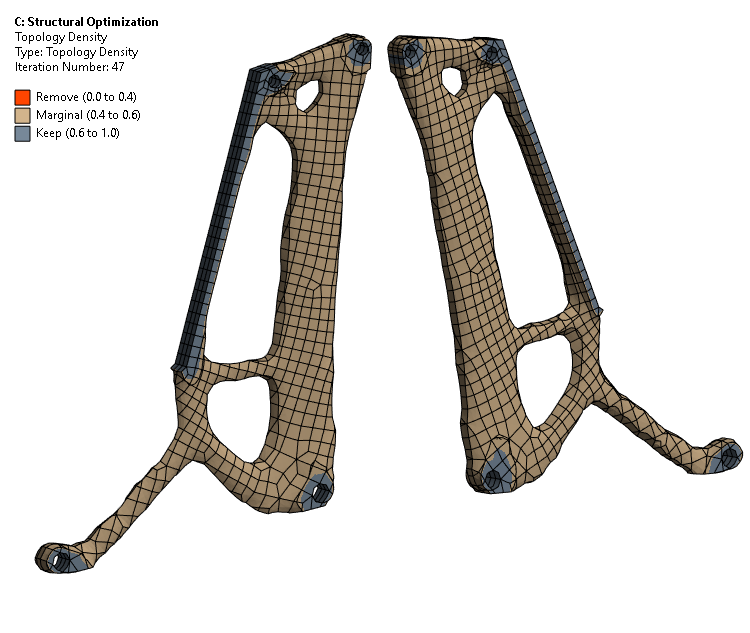 C: Structural Optimization
Topology Density
Type: Topology Density
Iteration Number: 47
Remove (0.0 to 0.4)
Marginal (0.4 to 0.6)
Keep (0.6 to 1.0)